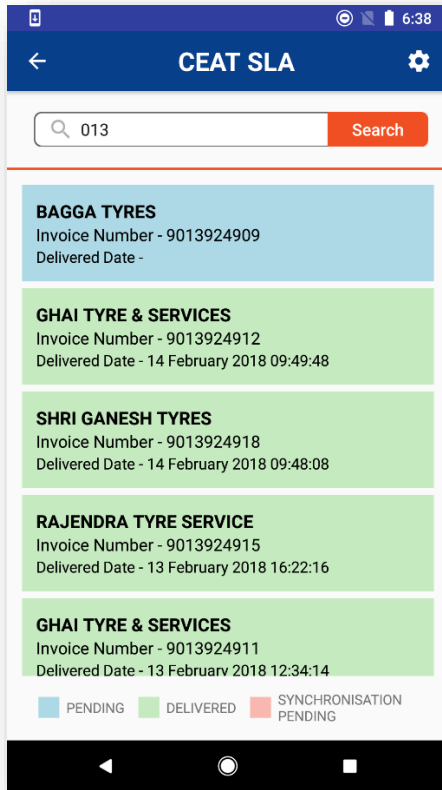 6:38
CEAT SLA
013
Search
BAGGA TYRES
Invoice Number - 9013924909
Delivered Date -
GHAI TYRE & SERVICES
Invoice Number - 9013924912
Delivered Date - 14 February 2018 09:49:48
SHRI GANESH TYRES
Invoice Number - 9013924918
Delivered Date - 14 February 2018 09:48:08
RAJENDRA TYRE SERVICE
Invoice Number - 9013924915
Delivered Date - 13 February 2018 16:22:16
GHAI TYRE & SERVICES
Invoice Number - 9013924911
Delivered Date - 13 February 2018 12:34:14
PENDING
DELIVERED
SYNCHRONISATION
PENDING